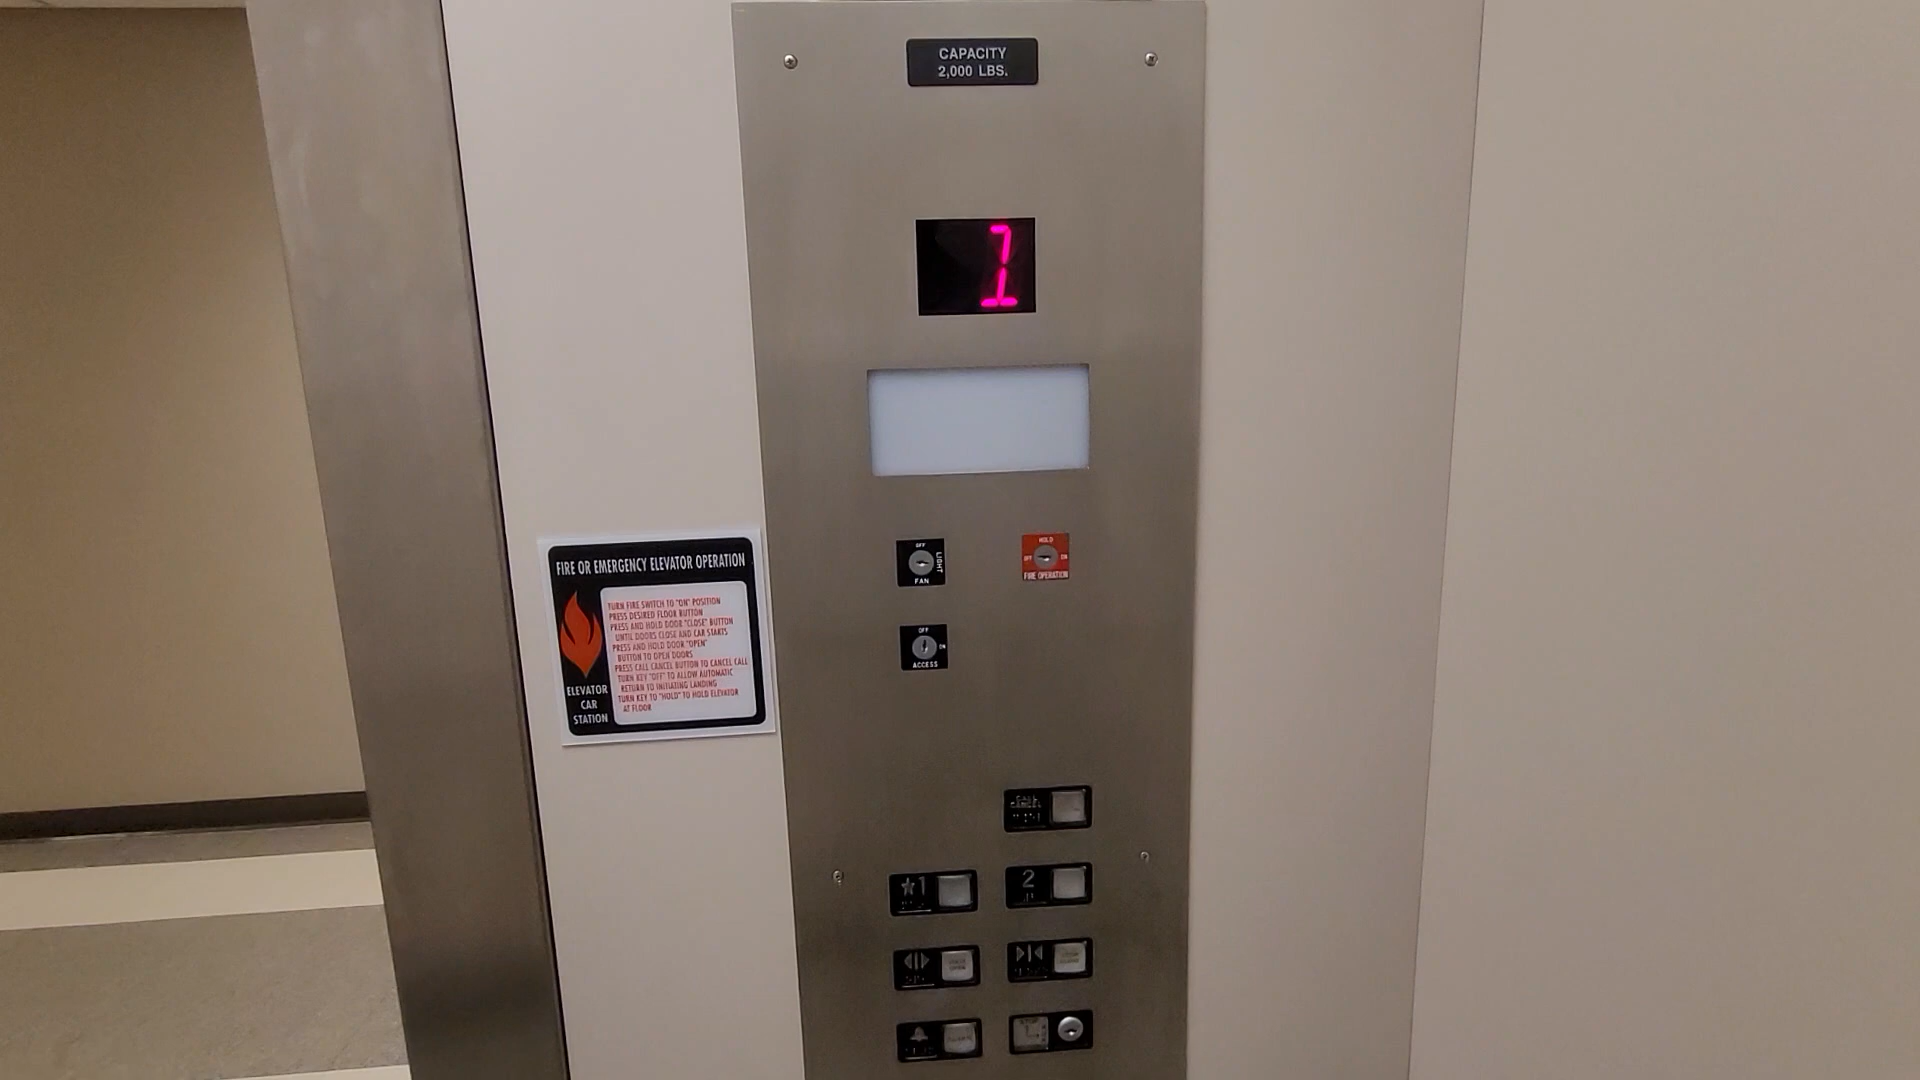 CAPACITY
2,000 LBS.
1
OFF
LIGHT
FAN
HOLD
OFF ON
FIRE OPERATION
OFF
ON
ACCESS
FIRE OR EMERGENCY ELEVATOR OPERATION
TURN FIRE SWITCH TO "ON" POSITION
PRESS DESIRED FLOOR BUTTON
PRESS AND HOLD DOOR "CLOSE" BUTTON
UNTIL DOORS CLOSE AND CAR STARTS
PRESS AND HOLD DOOR "OPEN"
BUTTON TO OPEN DOORS
PRESS CALL CANCEL BUTTON TO CANCEL CALL
TURN KEY "OFF" TO ALLOW AUTOMATIC
RETURN TO INITIATING LANDING
TURN KEY TO "HOLD" TO HOLD ELEVATOR
AT FLOOR
ELEVATOR
CAR
STATION
CALL
CANCEL
★1
2
STOP